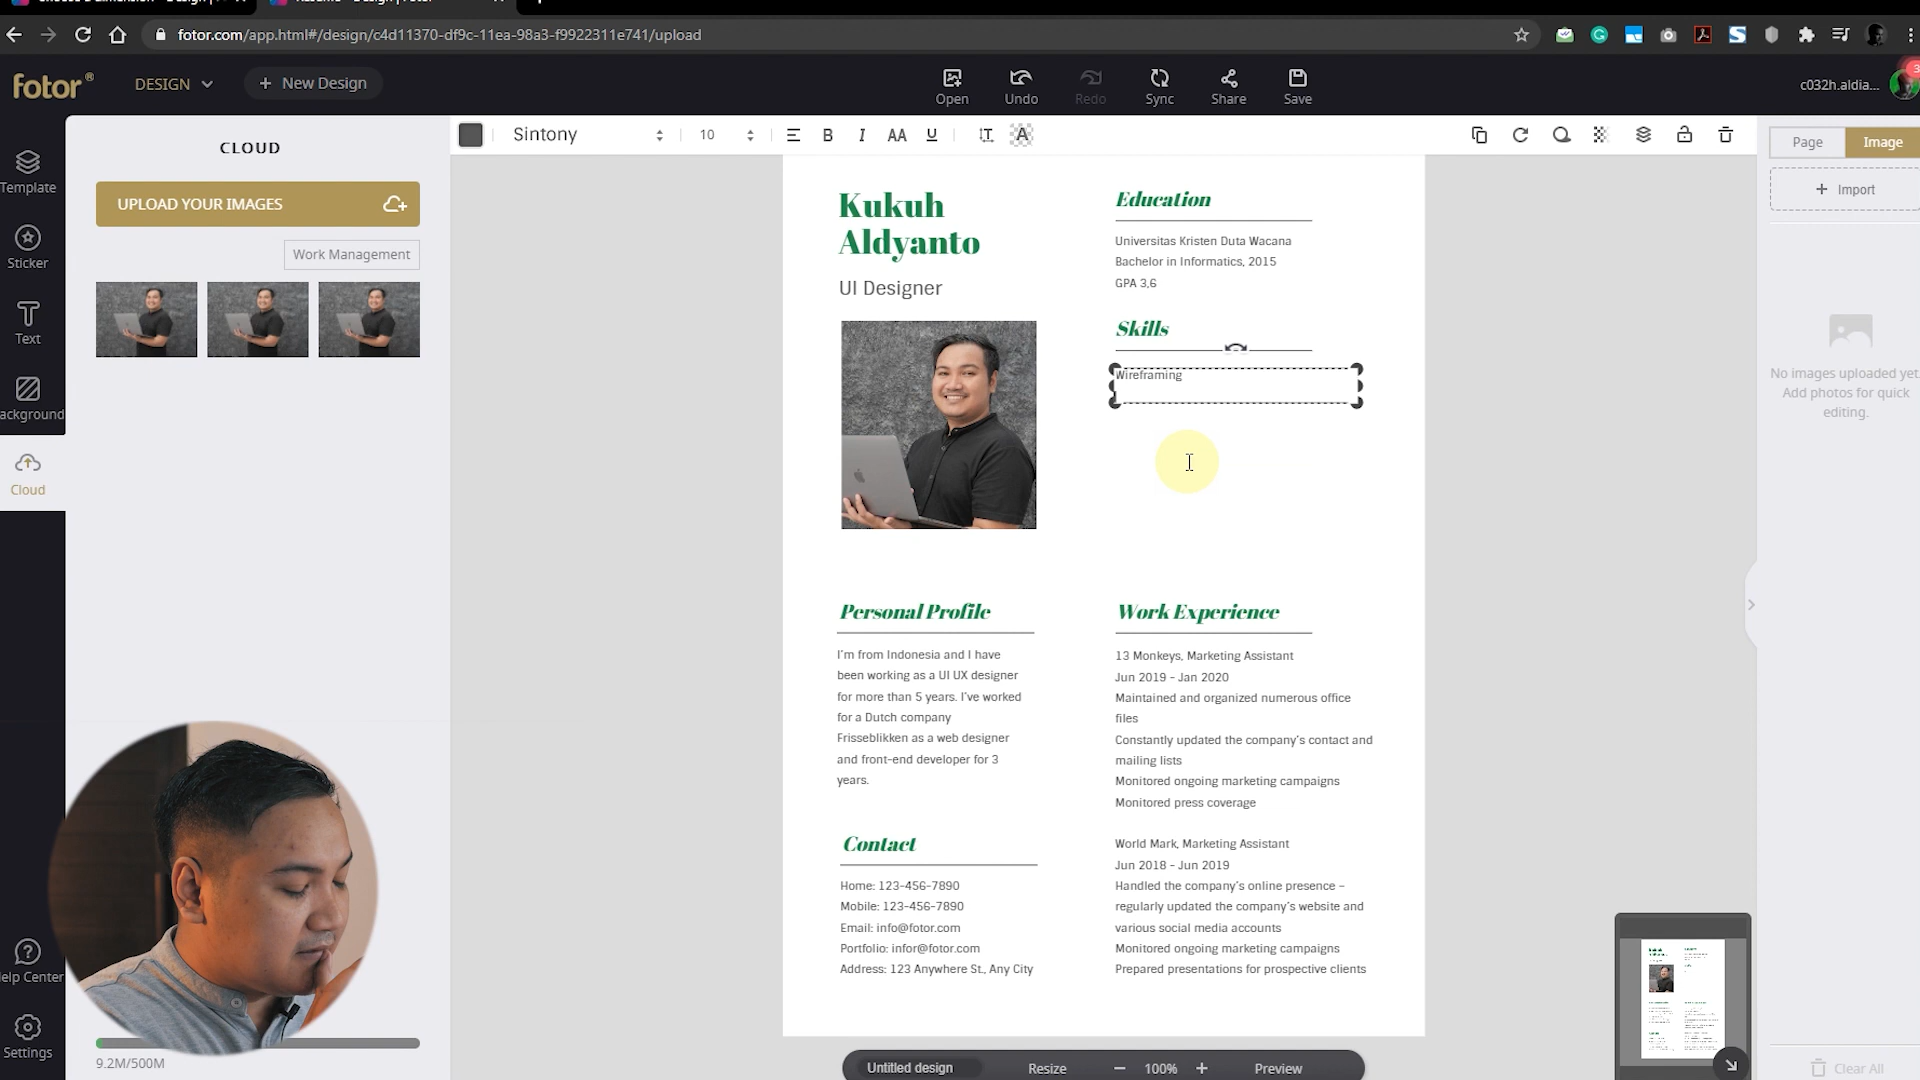 Resume - Design | Fotor
fotor.com/app.html#/design/c4d11370-df9c-11ea-98a3-f9922311e741/upload
fotor®
DESIGN
+ New Design
Open
Undo
Redo
Sync
Share
Save
c032h.aldia...
3
Template
Sticker
Text
ackground
Cloud
elp Center
Settings
CLOUD
UPLOAD YOUR IMAGES
Work Management
9.2M/500M
Sintony
10
B
I
AA
U
T
A
Kukuh
Aldyanto
UI Designer
Personal Profile
I'm from Indonesia and I have
been working as a UI UX designer
for more than 5 years. I've worked
for a Dutch company
Frisseblikken as a web designer
and front-end developer for 3
years.
Contact
Home: 123-456-7890
Mobile: 123-456-7890
Email: info@fotor.com
Portfolio: infor@fotor.com
Address: 123 Anywhere St., Any City
Education
Universitas Kristen Duta Wacana
Bachelor in Informatics, 2015
GPA 3,6
Skills
Wireframing
Work Experience
13 Monkeys, Marketing Assistant
Jun 2019 - Jan 2020
Maintained and organized numerous office
files
Constantly updated the company's contact and
mailing lists
Monitored ongoing marketing campaigns
Monitored press coverage
World Mark, Marketing Assistant
Jun 2018 - Jun 2019
Handled the company's online presence –
regularly updated the company's website and
various social media accounts
Monitored ongoing marketing campaigns
Prepared presentations for prospective clients
Untitled design
Resize
− 100% +
Preview
Page
Image
+ Import
No images uploaded yet
Add photos for quick
editing.
Clear All